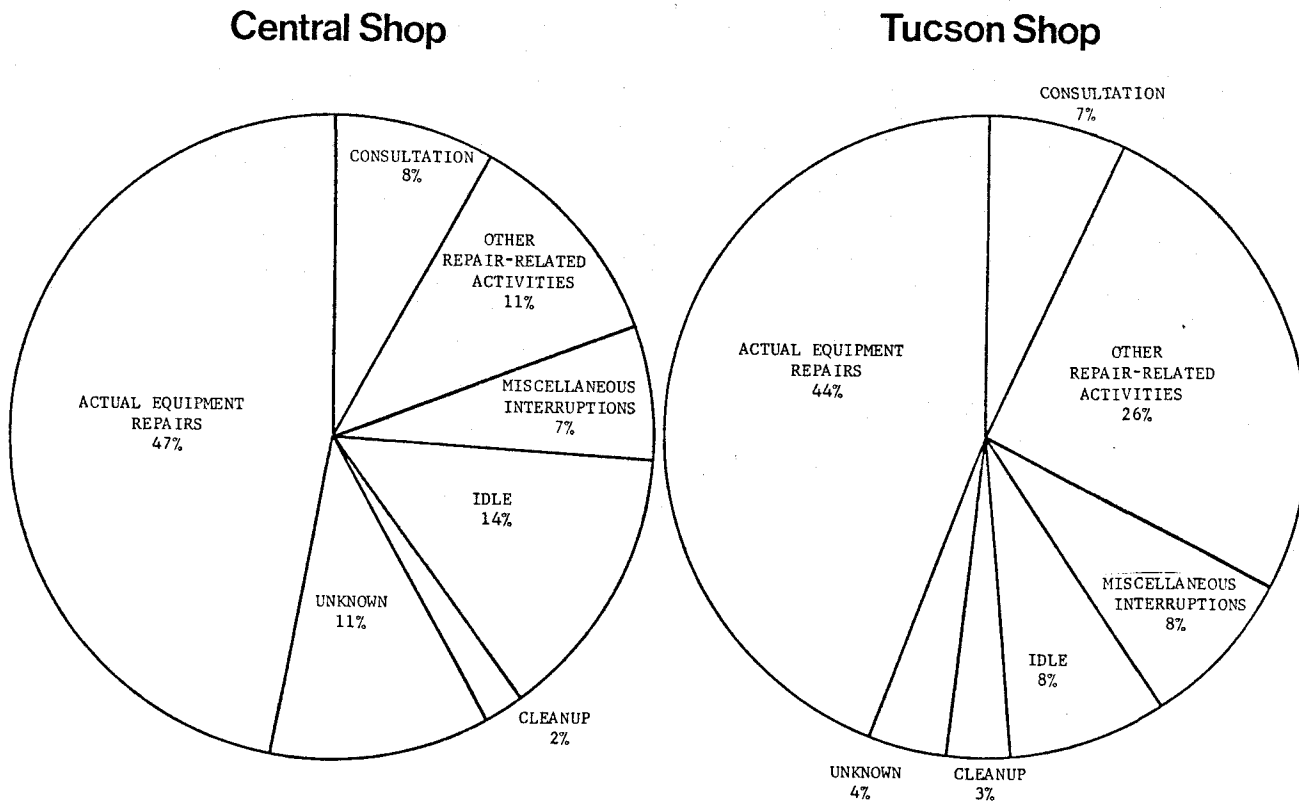 Central Shop
CONSULTATION
8%
OTHER
REPAIR-RELATED
ACTIVITIES
11%
MISCELLANEOUS
INTERRUPTIONS
7%
IDLE
14%
CLEANUP
2%
UNKNOWN
11%
ACTUAL EQUIPMENT
REPAIRS
47%
Tucson Shop
CONSULTATION
7%
OTHER
REPAIR-RELATED
ACTIVITIES
26%
MISCELLANEOUS
INTERRUPTIONS
8%
IDLE
8%
CLEANUP
3%
UNKNOWN
4%
ACTUAL EQUIPMENT
REPAIRS
44%